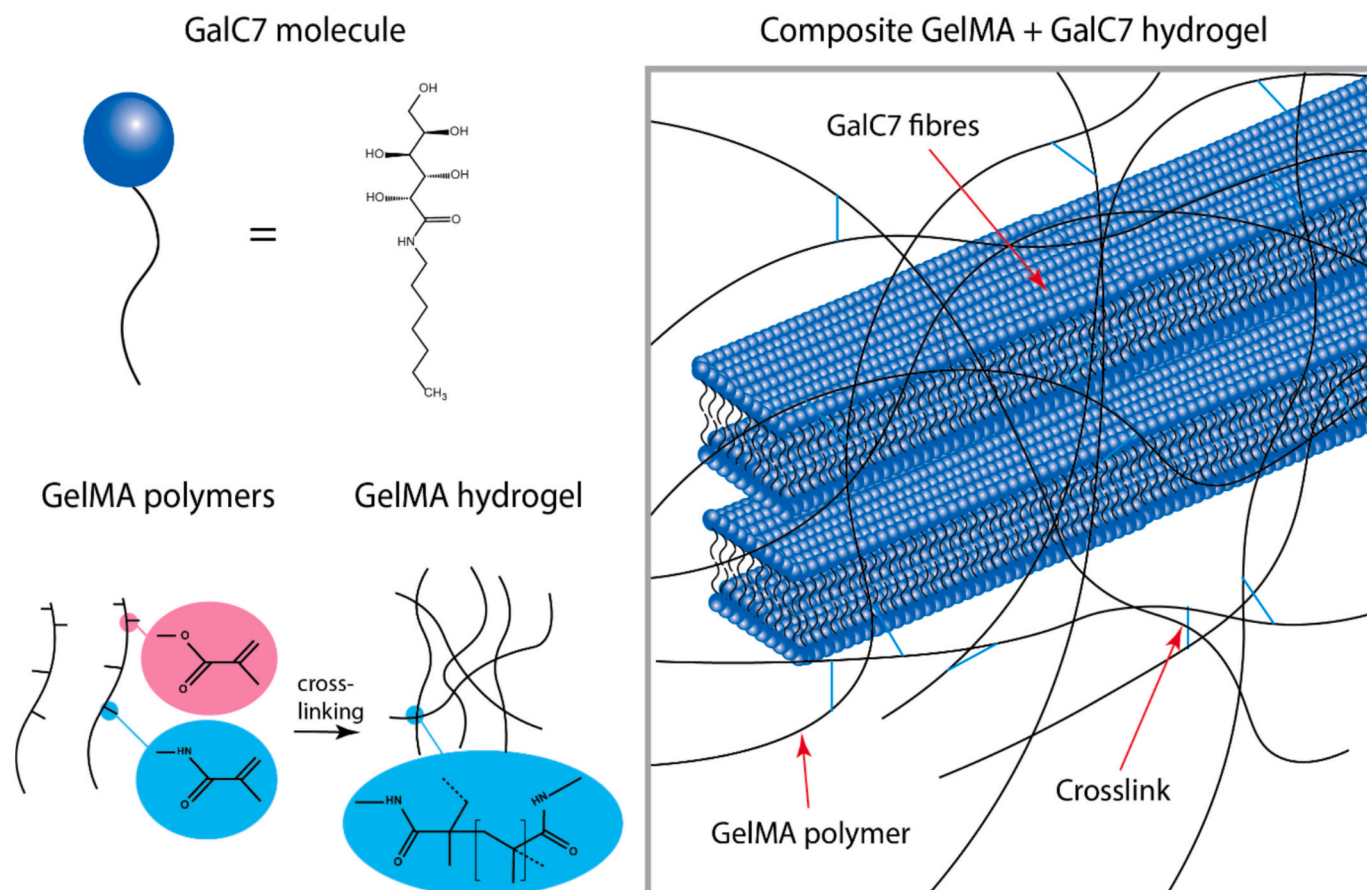 GalC7 molecule
OH
OH
HO
OH
HO
O
HN
CH3
=
GelMA polymers
O
O
HN
O
cross-
linking
GelMA hydrogel
HN
O
HN
O
Composite GelMA + GalC7 hydrogel
GalC7 fibres
Crosslink
GelMA polymer